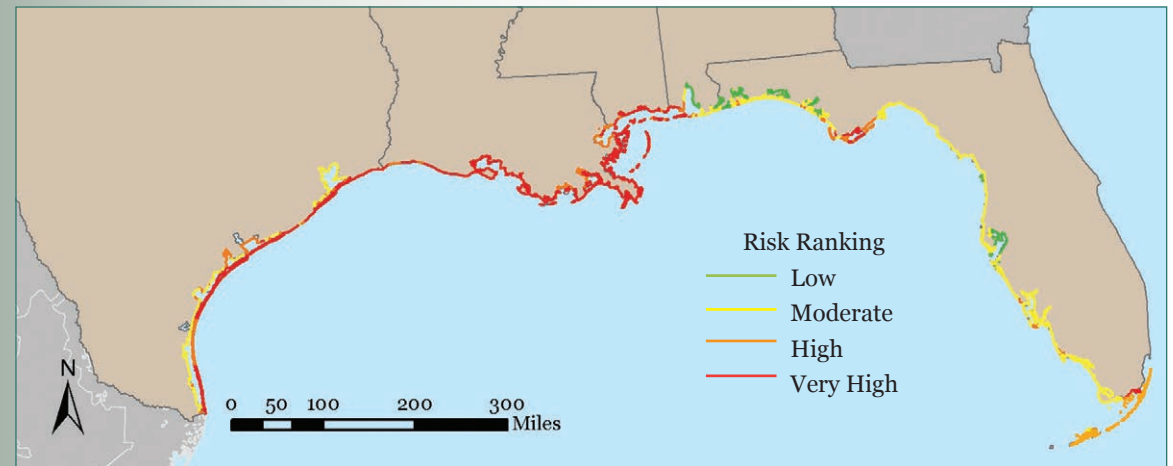 Risk Ranking
Low
Moderate
High
Very High
N
0 50 100 200 300
Miles